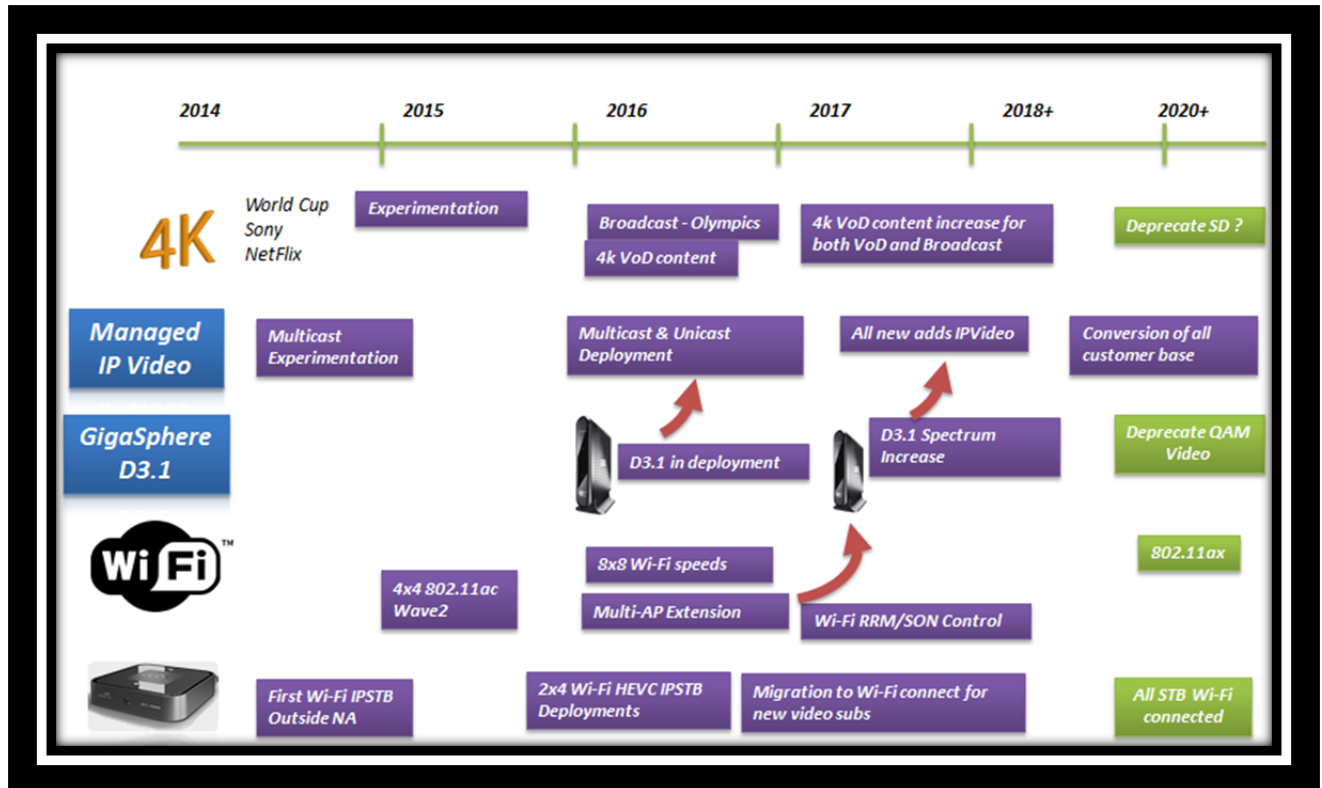 2014 2015 2016 2017 2018+ 2020+
4K
World Cup
Sony
NetFlix
Experimentation
Broadcast - Olympics
4k VoD content
4k VoD content increase for
both VoD and Broadcast
Deprecate SD ?
Managed
IP Video
Multicast
Experimentation
Multicast & Unicast
Deployment
All new adds IPVideo
Conversion of all
customer base
GigaSphere
D3.1
D3.1 in deployment
D3.1 Spectrum
Increase
Deprecate QAM
Video
Wi Fi TM
4x4 802.11ac
Wave2
8x8 Wi-Fi speeds
Multi-AP Extension
Wi-Fi RRM/SON Control
802.11ax
First Wi-Fi IPSTB
Outside NA
2x4 Wi-Fi HEVC IPSTB
Deployments
Migration to Wi-Fi connect for
new video subs
All STB Wi-Fi
connected